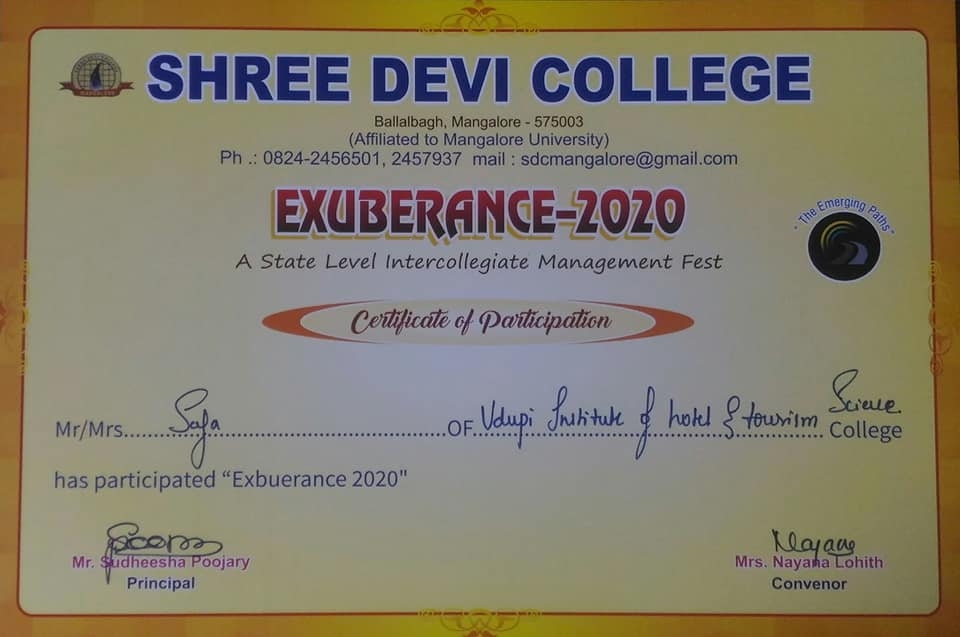 SHREE DEVI COLLEGE
Ballalbagh, Mangalore - 575003
(Affiliated to Mangalore University)
Ph .: 0824-2456501, 2457937 mail : sdcmangalore@gmail.com
EXUBERANCE-2020
"The Emerging Paths"
A State Level Intercollegiate Management Fest
Certificate of Participation
Mr/Mrs. Safa OF Udupi Institute of hotel & tourism Science College
has participated “Exbuerance 2020"
Nayana
Mr. Sudheesha Poojary
Principal
Mrs. Nayana Lohith
Convenor